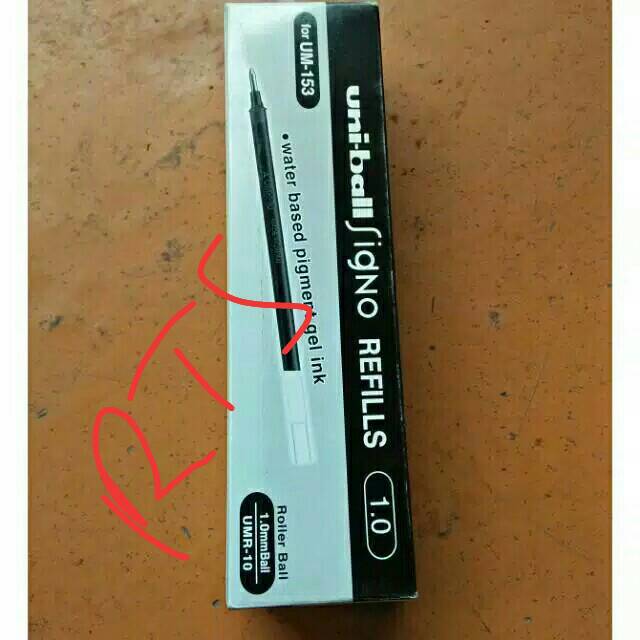 uni-ball SigNO REFILLS 1.0
for UM-153
• water based pigment gel ink
Roller Ball
1.0mmBall
UMR-10
RTS